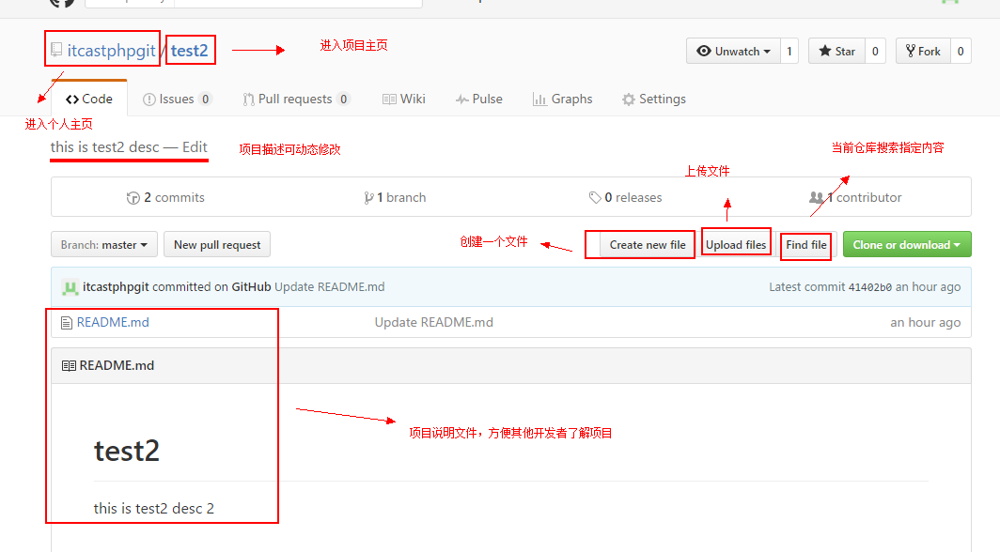 itcastphpgit / test2
进入项目主页
Unwatch 1
Star 0
Fork 0
Code
Issues 0
Pull requests 0
Wiki
Pulse
Graphs
Settings
进入个人主页
this is test2 desc — Edit
项目描述可动态修改
当前仓库搜索指定内容
上传文件
2 commits
1 branch
0 releases
1 contributor
创建一个文件
Branch: master
New pull request
Create new file
Upload files
Find file
Clone or download
itcastphpgit committed on GitHub Update README.md
Latest commit 41402b0 an hour ago
README.md
Update README.md
an hour ago
README.md
项目说明文件，方便其他开发者了解项目
test2
this is test2 desc 2